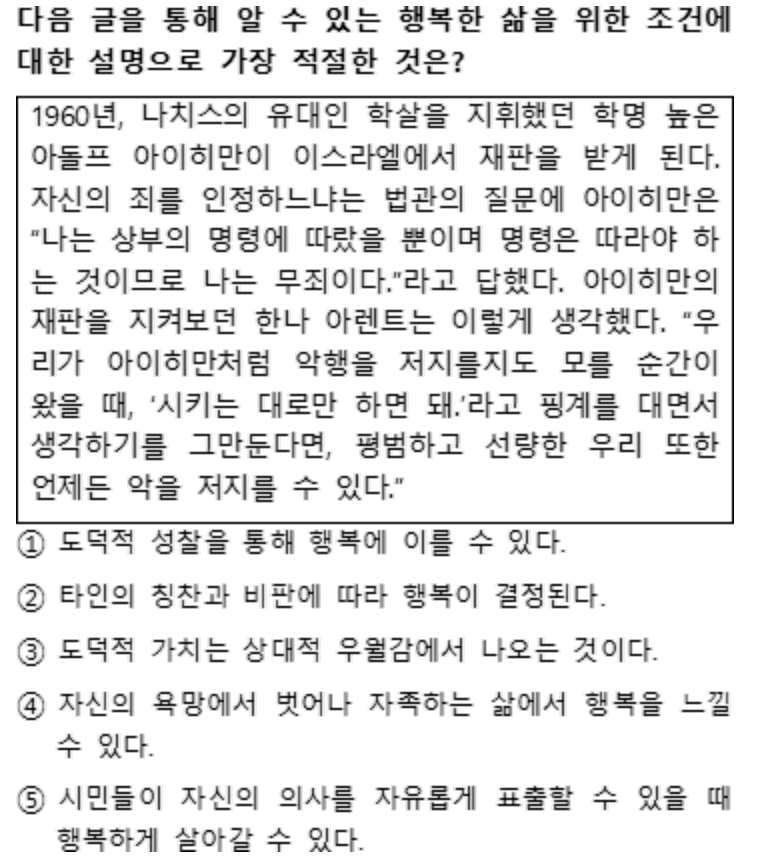 다음 글을 통해 알 수 있는 행복한 삶을 위한 조건에
대한 설명으로 가장 적절한 것은?
1960년, 나치스의 유대인 학살을 지휘했던 학명 높은
아돌프 아이히만이 이스라엘에서 재판을 받게 된다.
자신의 죄를 인정하느냐는 법관의 질문에 아이히만은
“나는 상부의 명령에 따랐을 뿐이며 명령은 따라야 하
는 것이므로 나는 무죄이다.”라고 답했다. 아이히만의
재판을 지켜보던 한나 아렌트는 이렇게 생각했다. “우
리가 아이히만처럼 악행을 저지를지도 모를 순간이
왔을 때, ‘시키는 대로만 하면 돼.’라고 핑계를 대면서
생각하기를 그만둔다면, 평범하고 선량한 우리 또한
언제든 악을 저지를 수 있다.”
① 도덕적 성찰을 통해 행복에 이를 수 있다.
② 타인의 칭찬과 비판에 따라 행복이 결정된다.
③ 도덕적 가치는 상대적 우월감에서 나오는 것이다.
④ 자신의 욕망에서 벗어나 자족하는 삶에서 행복을 느낄
수 있다.
⑤ 시민들이 자신의 의사를 자유롭게 표출할 수 있을 때
행복하게 살아갈 수 있다.